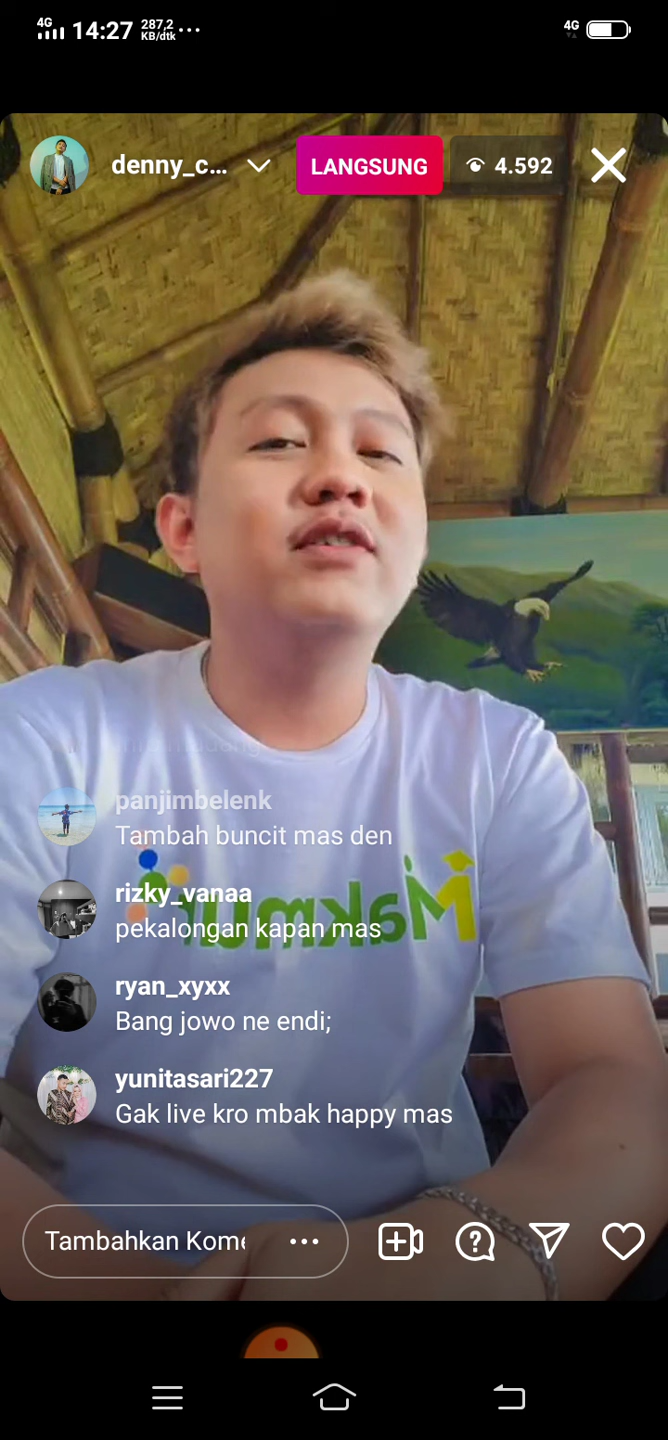 4G 14:27 287,2 KB/dtk ... 4G
denny_c... LANGSUNG 4.592
panjimbelenk
Tambah buncit mas den
rizky_vanaa
pekalongan kapan mas
Makmur
ryan_xyxx
Bang jowo ne endi;
yunitasari227
Gak live kro mbak happy mas
Tambahkan Kome